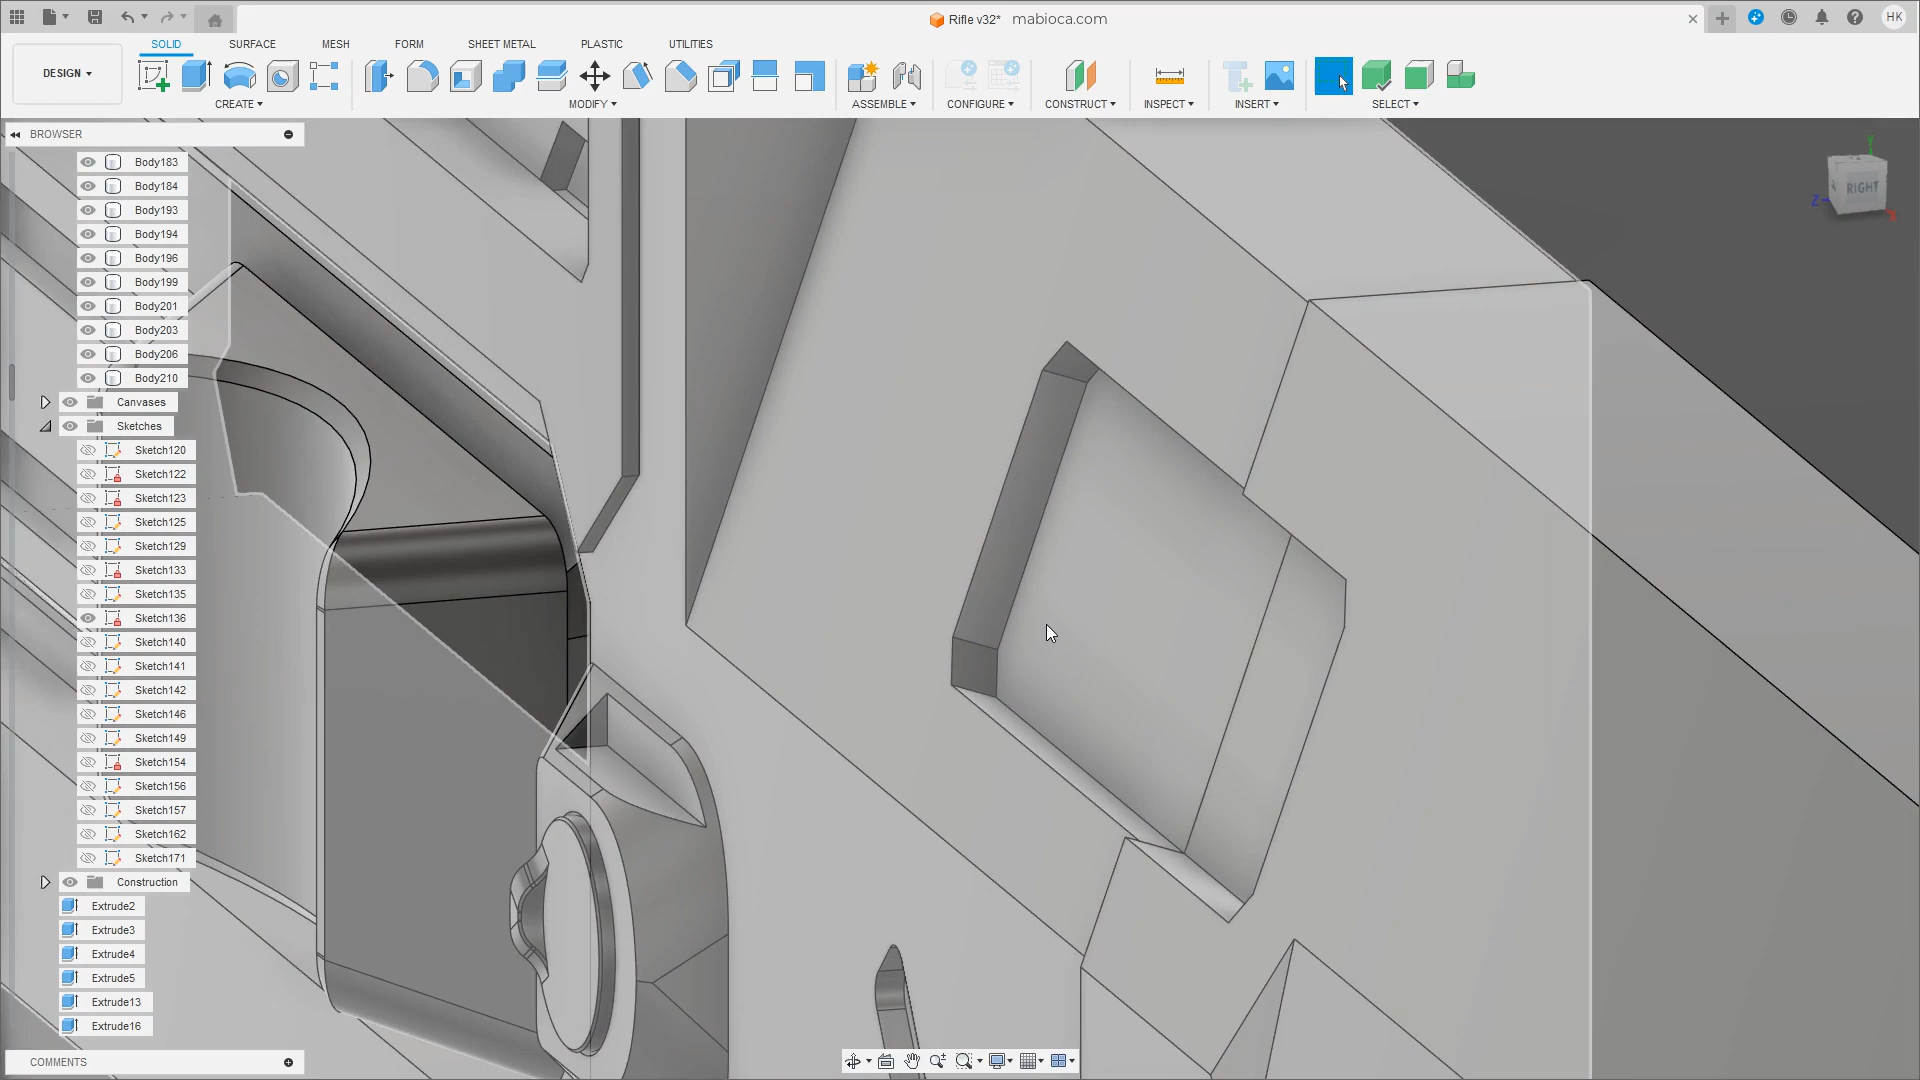 Rifle v32* mabioca.com HK
SOLID SURFACE MESH FORM SHEET METAL PLASTIC UTILITIES
DESIGN
CREATE MODIFY ASSEMBLE CONFIGURE CONSTRUCT INSPECT INSERT SELECT
BROWSER
Body183
Body184
Body193
Body194
Body196
Body199
Body201
Body203
Body206
Body210
Canvases
Sketches
Sketch120
Sketch122
Sketch123
Sketch125
Sketch129
Sketch133
Sketch135
Sketch136
Sketch140
Sketch141
Sketch142
Sketch146
Sketch149
Sketch154
Sketch156
Sketch157
Sketch162
Sketch171
Construction
Extrude2
Extrude3
Extrude4
Extrude5
Extrude13
Extrude16
COMMENTS
Y
RIGHT
Z
X